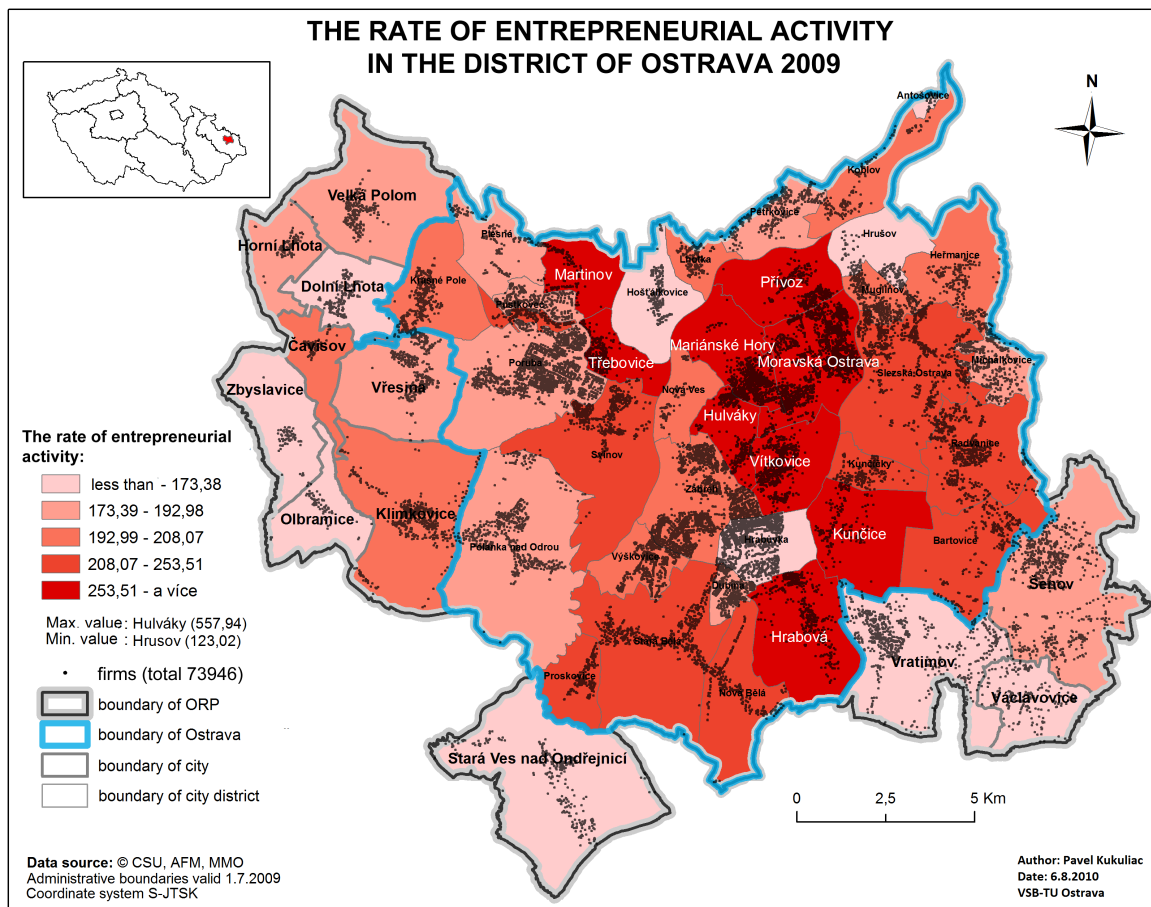 THE RATE OF ENTREPRENEURIAL ACTIVITY
IN THE DISTRICT OF OSTRAVA 2009
N
Antošovice
Koblov
Velká Polom
Petřkovice
Plesná
Hrušov
Horní Lhota
Lhotka
Heřmanice
Martinov
Přívoz
Dolní Lhota
Krásné Pole
Hošťálkovice
Muglinov
Pustkovec
Čavisov
Mariánské Hory
Michálkovice
Poruba
Třebovice
Moravská Ostrava
Slezská Ostrava
Zbyslavice
Vřesina
Nová Ves
Hulváky
Radvanice
Svinov
Vítkovice
Kunčičky
Zábřeh
Olbramice
Klimkovice
Polanka nad Odrou
Hrabůvka
Kunčice
Bartovice
Výškovice
Dubina
Šenov
Stará Bělá
Hrabová
Vratimov
Proskovice
Nová Bělá
Václavovice
Stará Ves nad Ondřejnicí
The rate of entrepreneurial
activity:
less than - 173,38
173,39 - 192,98
192,99 - 208,07
208,07 - 253,51
253,51 - a více
Max. value : Hulváky (557,94)
Min. value : Hrusov (123,02)
firms (total 73946)
boundary of ORP
boundary of Ostrava
boundary of city
boundary of city district
0 2,5 5 Km
Data source: © CSU, AFM, MMO
Administrative boundaries valid 1.7.2009
Coordinate system S-JTSK
Author: Pavel Kukuliac
Date: 6.8.2010
VSB-TU Ostrava